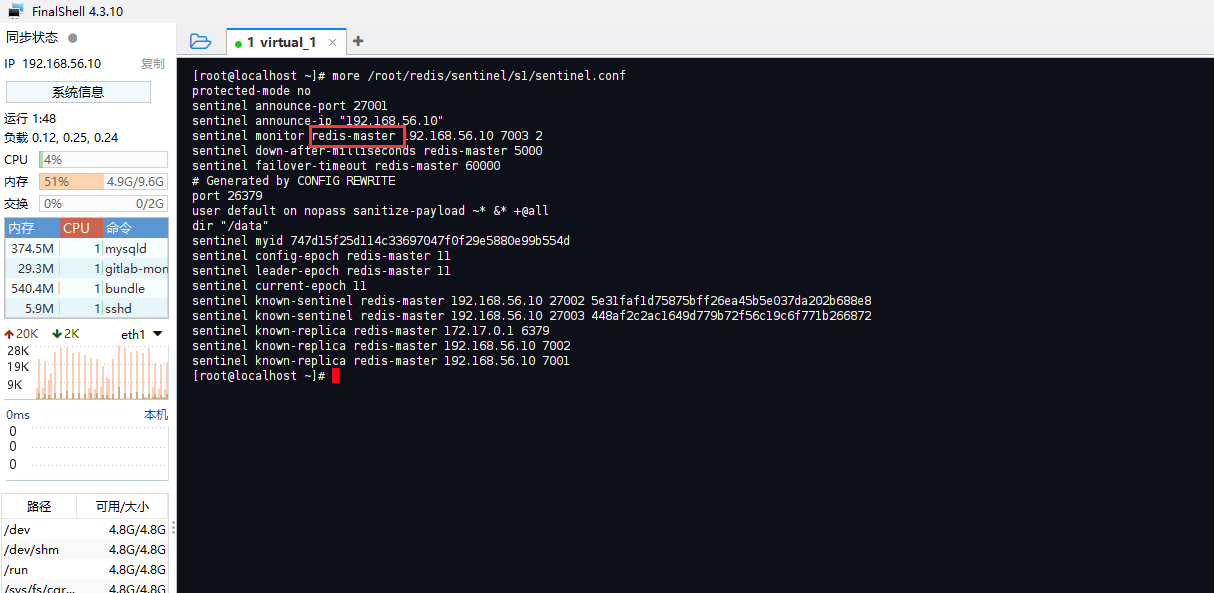 FinalShell 4.3.10
同步状态
IP 192.168.56.10 复制
系统信息
运行 1:48
负载 0.12, 0.25, 0.24
CPU 4%
内存 51% 4.9G/9.6G
交换 0% 0/2G
内存 CPU 命令
374.5M 1 mysqld
29.3M 1 gitlab-mon
540.4M 1 bundle
5.9M 1 sshd
20K 2K eth1
28K
19K
9K
0ms 本机
0
0
0
路径 可用/大小
/dev 4.8G/4.8G
/dev/shm 4.8G/4.8G
/run 4.8G/4.8G
/sys/fs/cgr... 4.8G/4.8G
1 virtual_1
[root@localhost ~]# more /root/redis/sentinel/s1/sentinel.conf
protected-mode no
sentinel announce-port 27001
sentinel announce-ip "192.168.56.10"
sentinel monitor redis-master 192.168.56.10 7003 2
sentinel down-after-milliseconds redis-master 5000
sentinel failover-timeout redis-master 60000
# Generated by CONFIG REWRITE
port 26379
user default on nopass sanitize-payload ~* &* +@all
dir "/data"
sentinel myid 747d15f25d114c33697047f0f29e5880e99b554d
sentinel config-epoch redis-master 11
sentinel leader-epoch redis-master 11
sentinel current-epoch 11
sentinel known-sentinel redis-master 192.168.56.10 27002 5e31faf1d75875bff26ea45b5e037da202b688e8
sentinel known-sentinel redis-master 192.168.56.10 27003 448af2c2ac1649d779b72f56c19c6f771b266872
sentinel known-replica redis-master 172.17.0.1 6379
sentinel known-replica redis-master 192.168.56.10 7002
sentinel known-replica redis-master 192.168.56.10 7001
[root@localhost ~]#